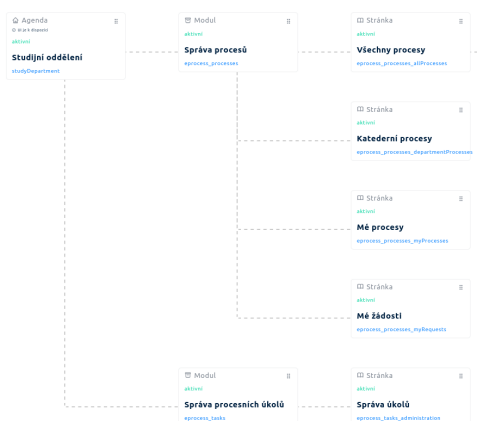 Agenda
aktivní
Studijní oddělení
studyDepartment
Modul
aktivní
Správa procesů
eprocess_processes
Stránka
aktivní
Všechny procesy
eprocess_processes_allProcesses
Stránka
aktivní
Katederní procesy
eprocess_processes_departmentProcesses
Stránka
aktivní
Mé procesy
eprocess_processes_myProcesses
Stránka
aktivní
Mé žádosti
eprocess_processes_myRequests
Modul
aktivní
Správa procesních úkolů
eprocess_tasks
Stránka
aktivní
Správa úkolů
eprocess_tasks_administration